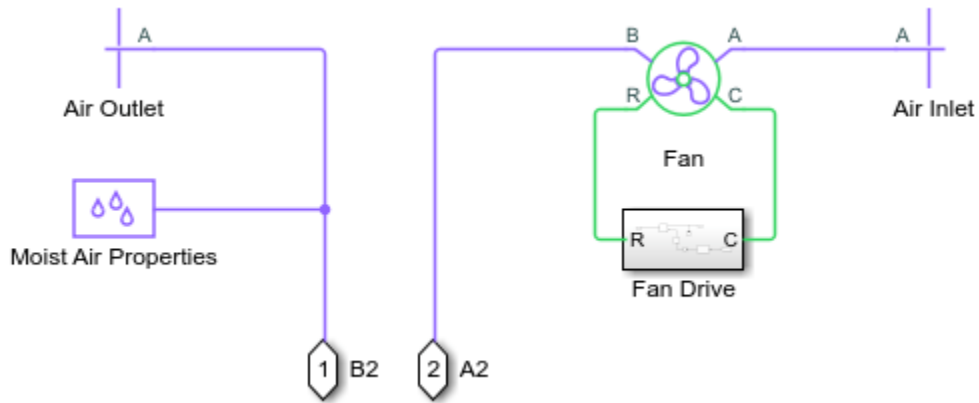 A
B
A
A
Air Outlet
R
C
Air Inlet
Fan
Moist Air Properties
R
C
Fan Drive
1
B2
2
A2